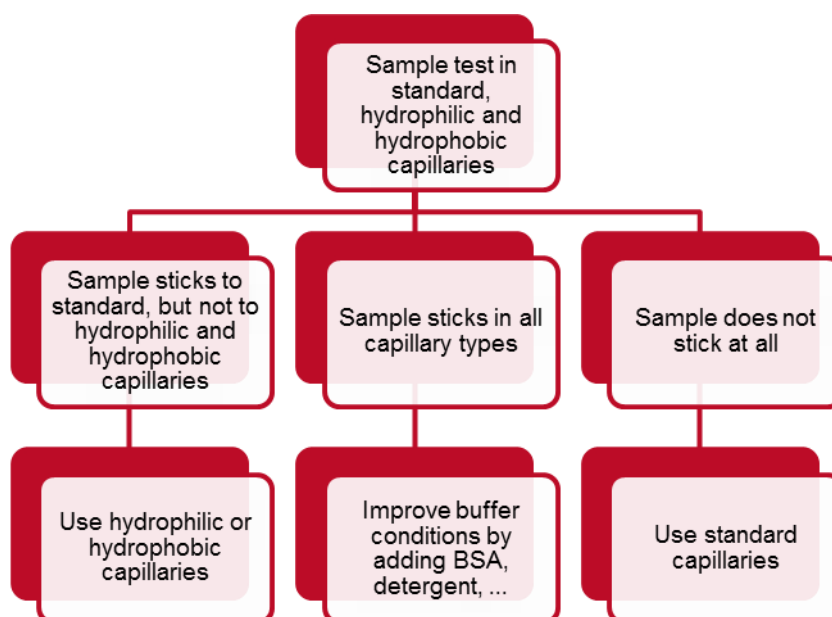 Sample test in
standard,
hydrophilic and
hydrophobic
capillaries
Sample sticks to
standard, but not to
hydrophilic and
hydrophobic
capillaries
Sample sticks in all
capillary types
Sample does not
stick at all
Use hydrophilic or
hydrophobic
capillaries
Improve buffer
conditions by
adding BSA,
detergent, ...
Use standard
capillaries